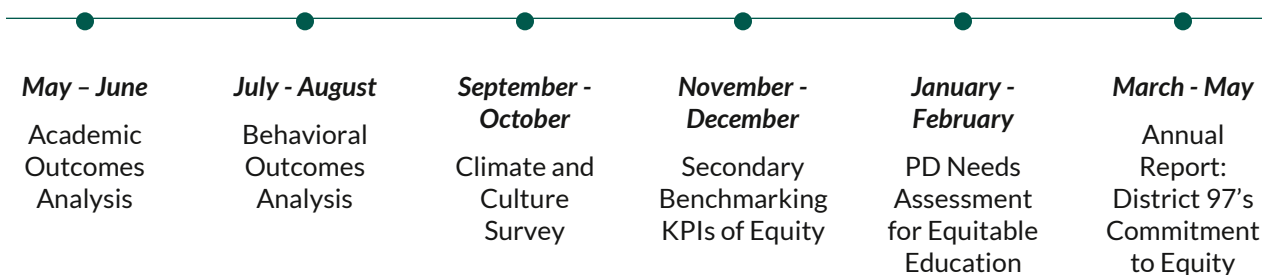 May – June
Academic
Outcomes
Analysis
July - August
Behavioral
Outcomes
Analysis
September -
October
Climate and
Culture
Survey
November -
December
Secondary
Benchmarking
KPIs of Equity
January -
February
PD Needs
Assessment
for Equitable
Education
March - May
Annual
Report:
District 97’s
Commitment
to Equity